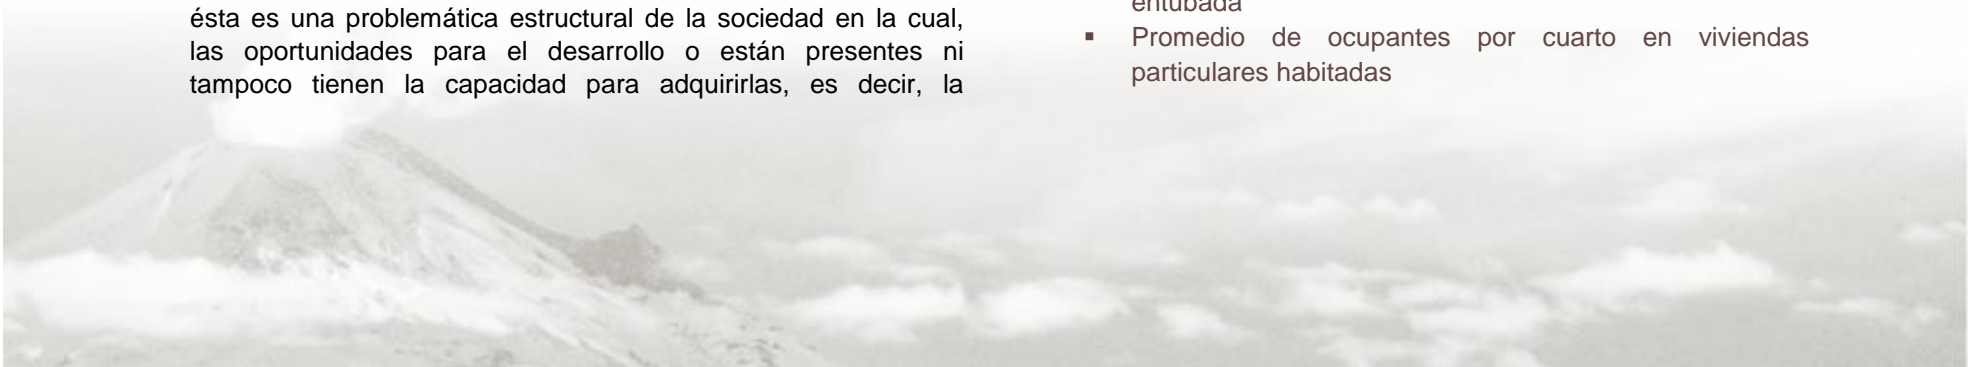 ésta es una problemática estructural de la sociedad en la cual,
las oportunidades para el desarrollo o están presentes ni
tampoco tienen la capacidad para adquirirlas, es decir, la
entubada
▪ Promedio de ocupantes por cuarto en viviendas
particulares habitadas